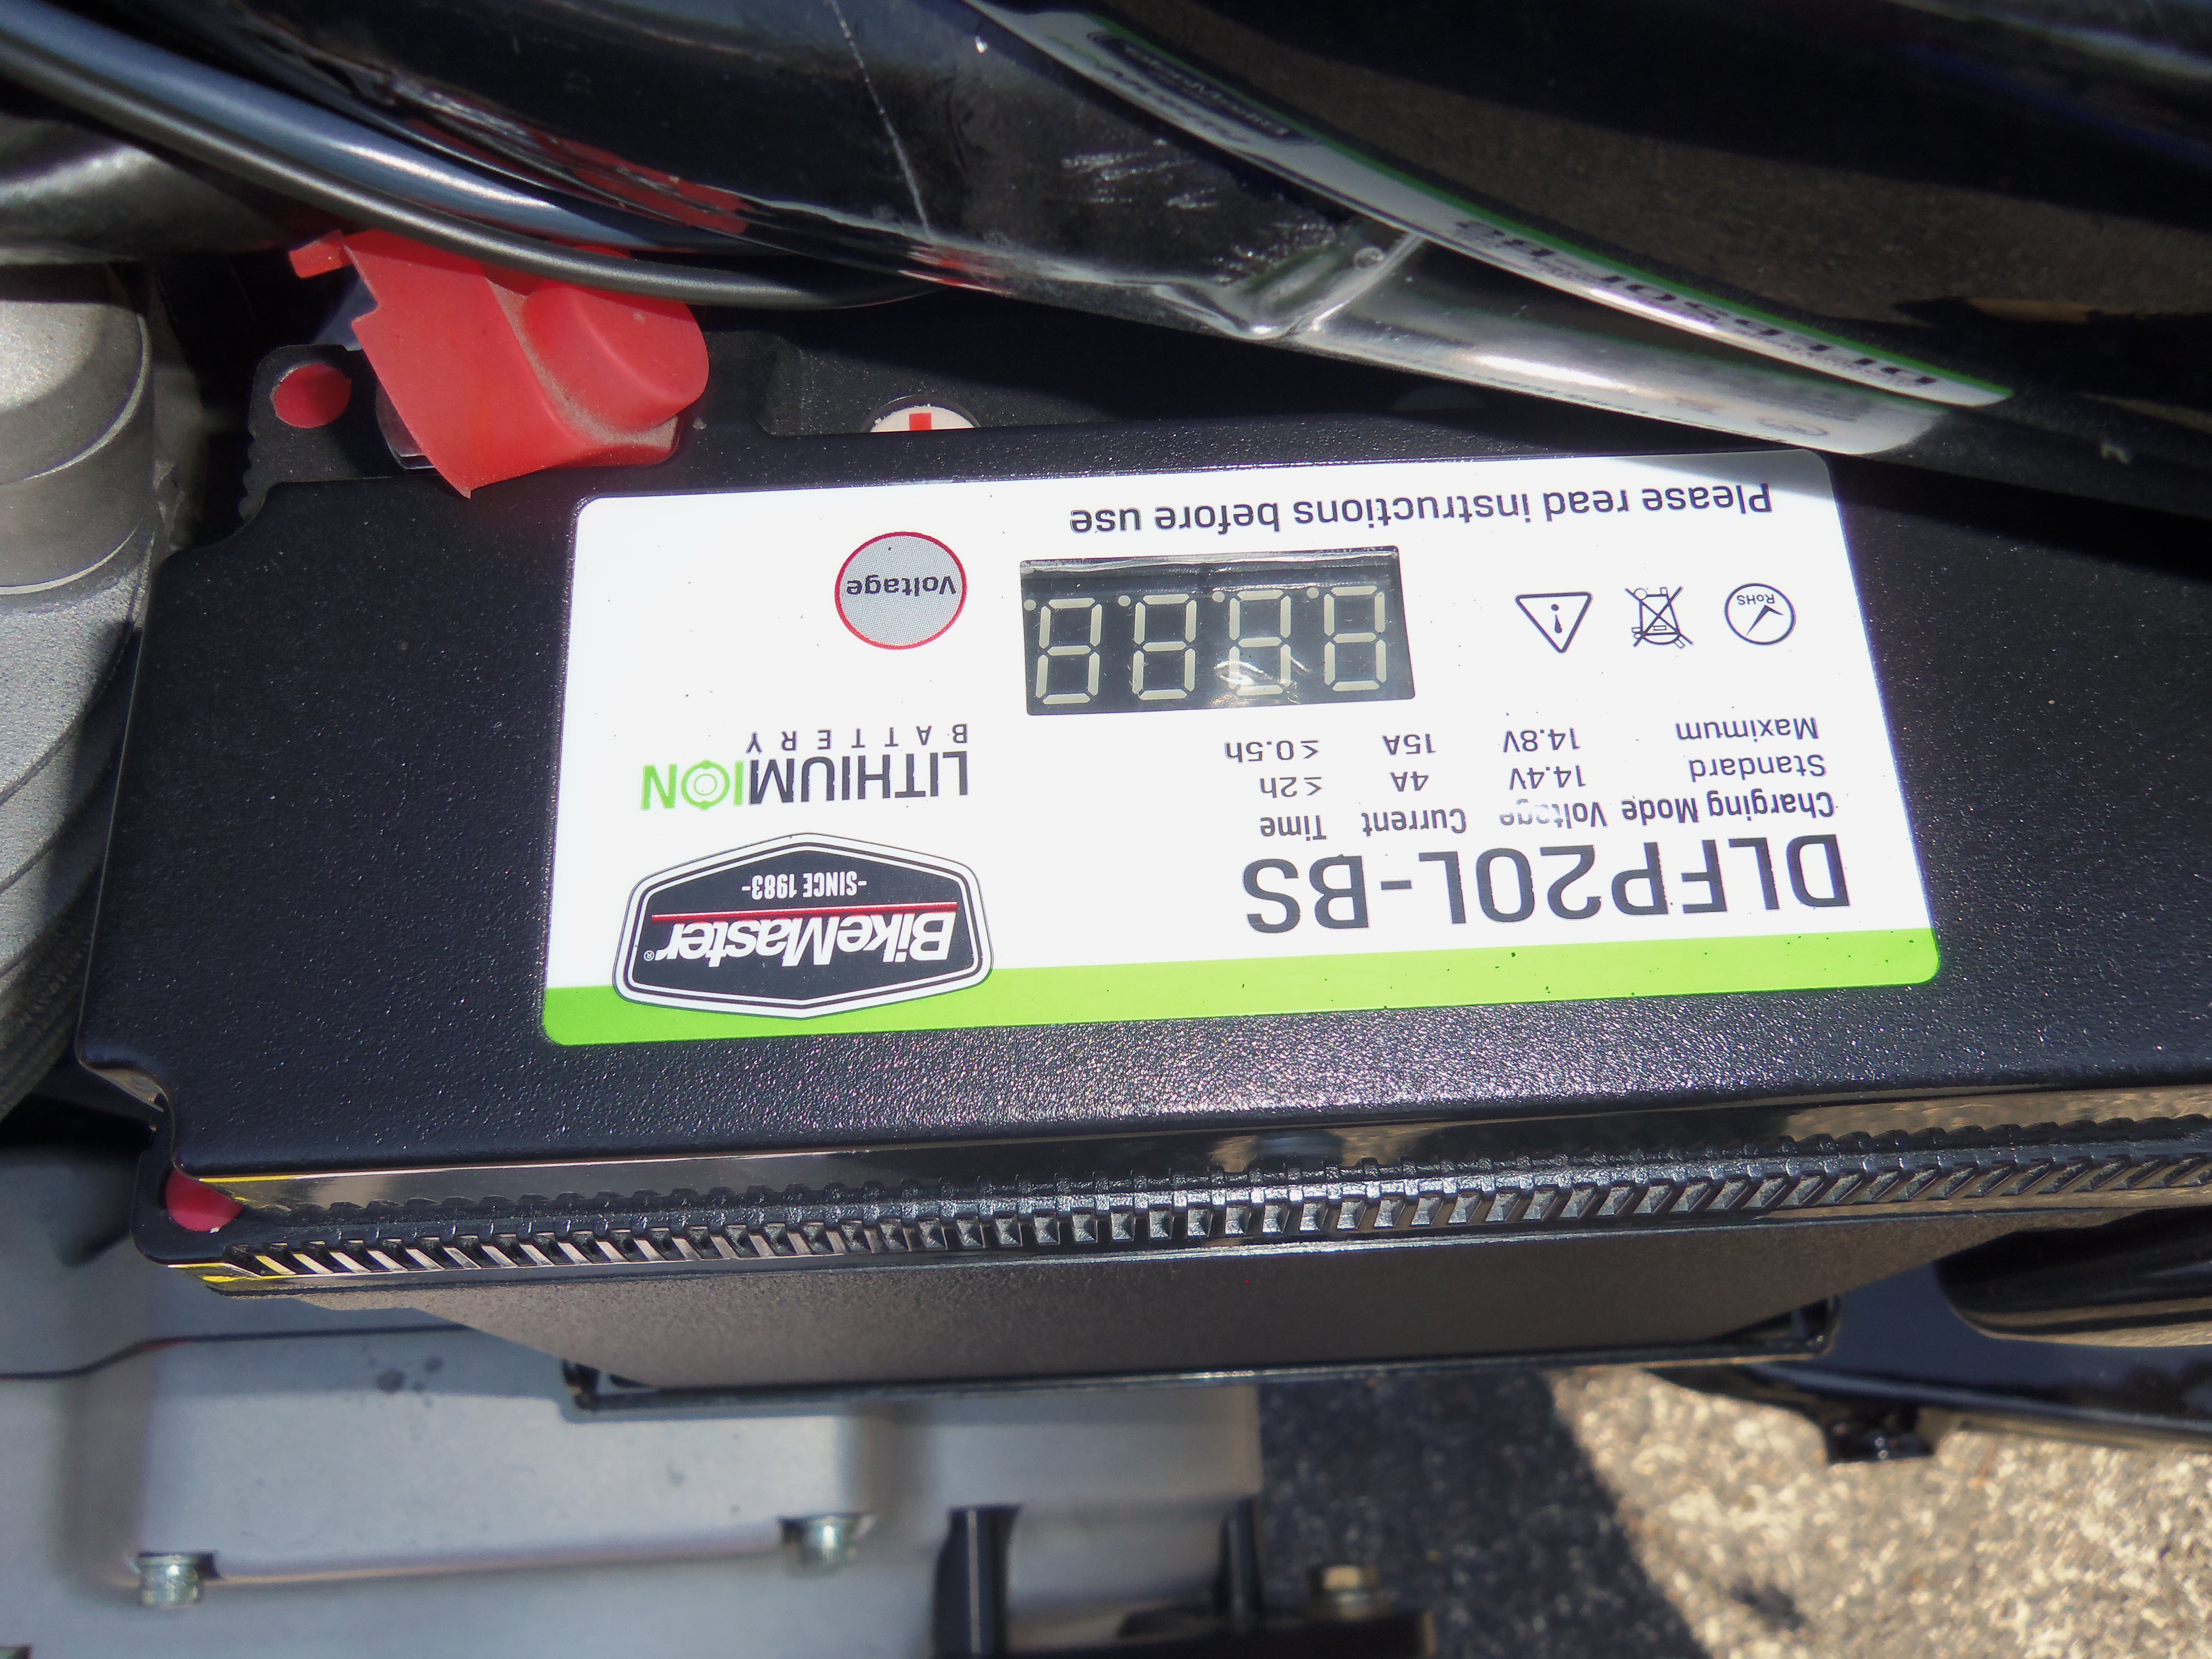 BikeMaster®
-SINCE 1983-
LITHIUMION
BATTERY
DLFP20L-BS
Charging Mode Voltage Current Time
Standard 14.4V 4A ≤2h
Maximum 14.8V 15A ≤0.5h
RoHS
Voltage
Please read instructions before use